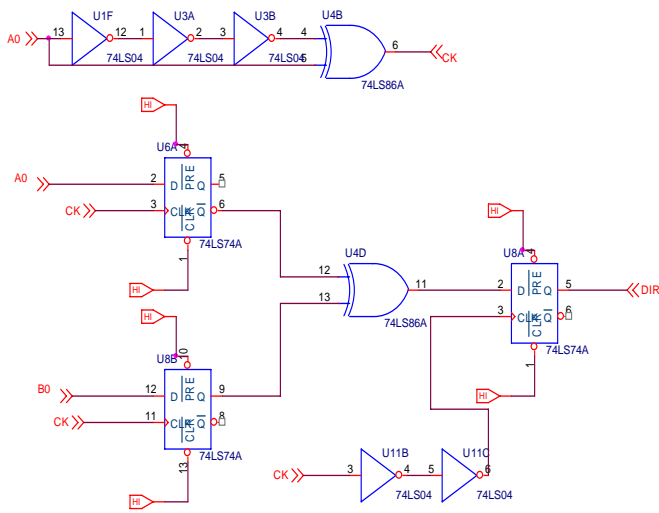 U1F U3A U3B U4B
A0 13 12 1 2 3 4 4 6 CK
74LS04 74LS04 74LS04 5
74LS86A
HI
U6A 4
A0 2 D PRE Q 5
CK 3 CLK Q 6
CLR
74LS74A
1
HI
HI
U4D
12
13
11
74LS86A
HI
U8A 4
2 D PRE Q 5 DIR
3 CLK Q 6
CLR
74LS74A
1
HI
HI
U8B 10
B0 12 D PRE Q 9
CK 11 CLK Q 8
CLR
74LS74A
13
HI
U11B U11C
CK 3 4 5 6
74LS04 74LS04